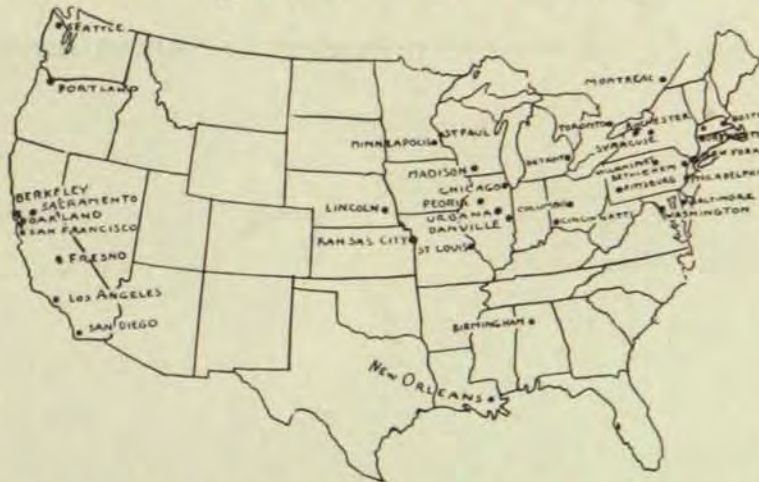 SEATTLE
PORTLAND
MONTREAL
TORONTO
ROCHESTER
SYRACUSE
MINNEAPOLIS
ST PAUL
MADISON
DETROIT
CHICAGO
BETHLEHEM
PITTSBURG
PHILADELPHIA
PEORIA
BERKELEY
SACRAMENTO
OAKLAND
SAN FRANCISCO
LINCOLN
URBANA
COLUMBUS
BALTIMORE
DANVILLE
CINCINNATTI
WASHINGTON
KANSAS CITY
ST LOUIS
FRESNO
LOS ANGELES
SAN DIEGO
BIRMINGHAM
NEW ORLEANS